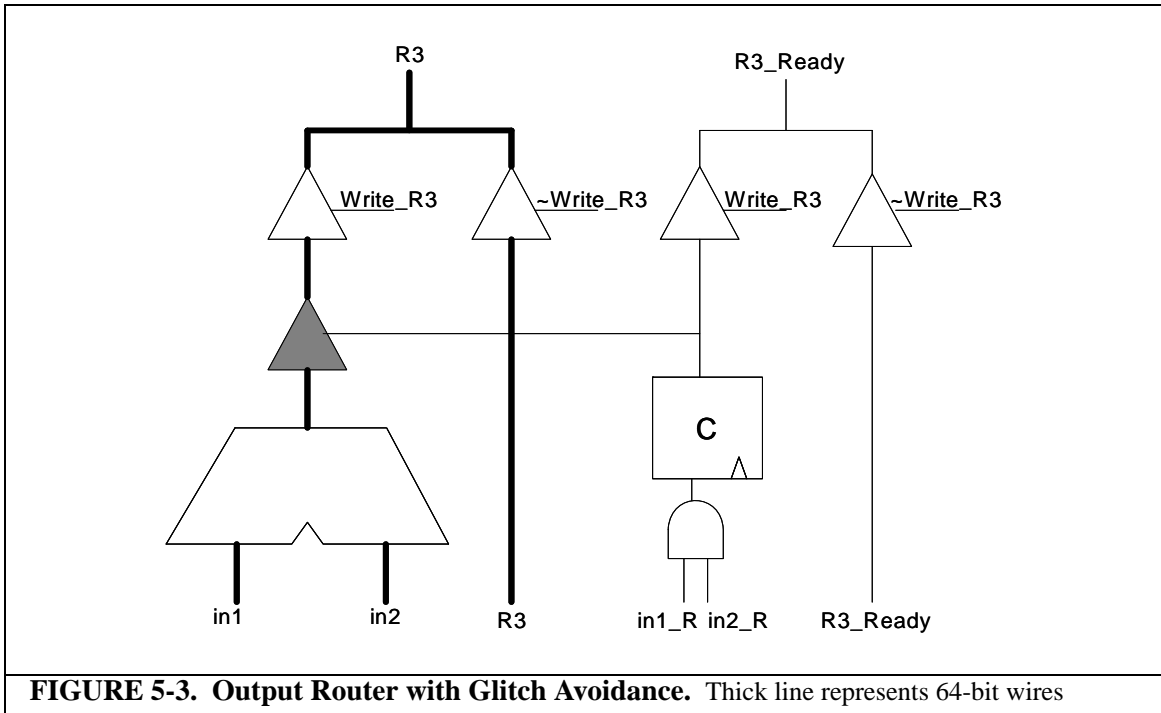 R3
R3_Ready
Write_R3
~Write_R3
Write_R3
~Write_R3
C
in1
in2
R3
in1_R in2_R
R3_Ready
FIGURE 5-3. Output Router with Glitch Avoidance. Thick line represents 64-bit wires